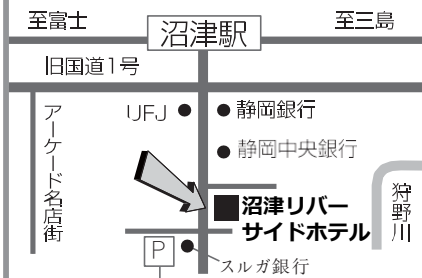 至富士
沼津駅
至三島
旧国道1号
アーケード名店街
UFJ
静岡銀行
静岡中央銀行
沼津リバー
サイドホテル
狩野川
P
スルガ銀行